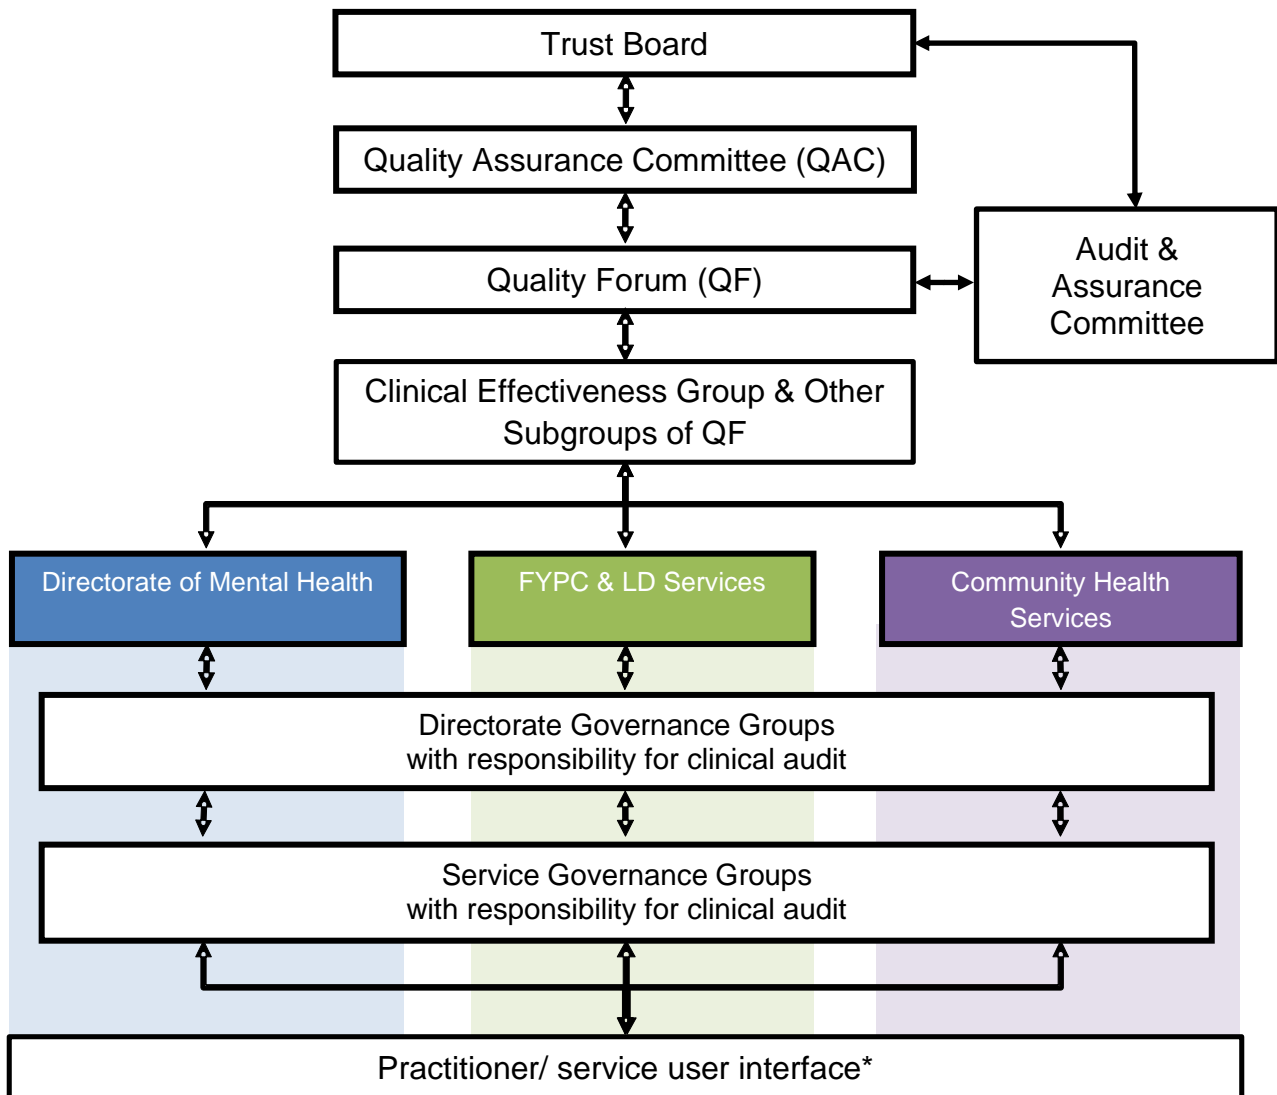 Trust Board
Quality Assurance Committee (QAC)
Quality Forum (QF)
Audit &
Assurance
Committee
Clinical Effectiveness Group & Other
Subgroups of QF
Directorate of Mental Health
FYPC & LD Services
Community Health
Services
Directorate Governance Groups
with responsibility for clinical audit
Service Governance Groups
with responsibility for clinical audit
Practitioner/ service user interface*